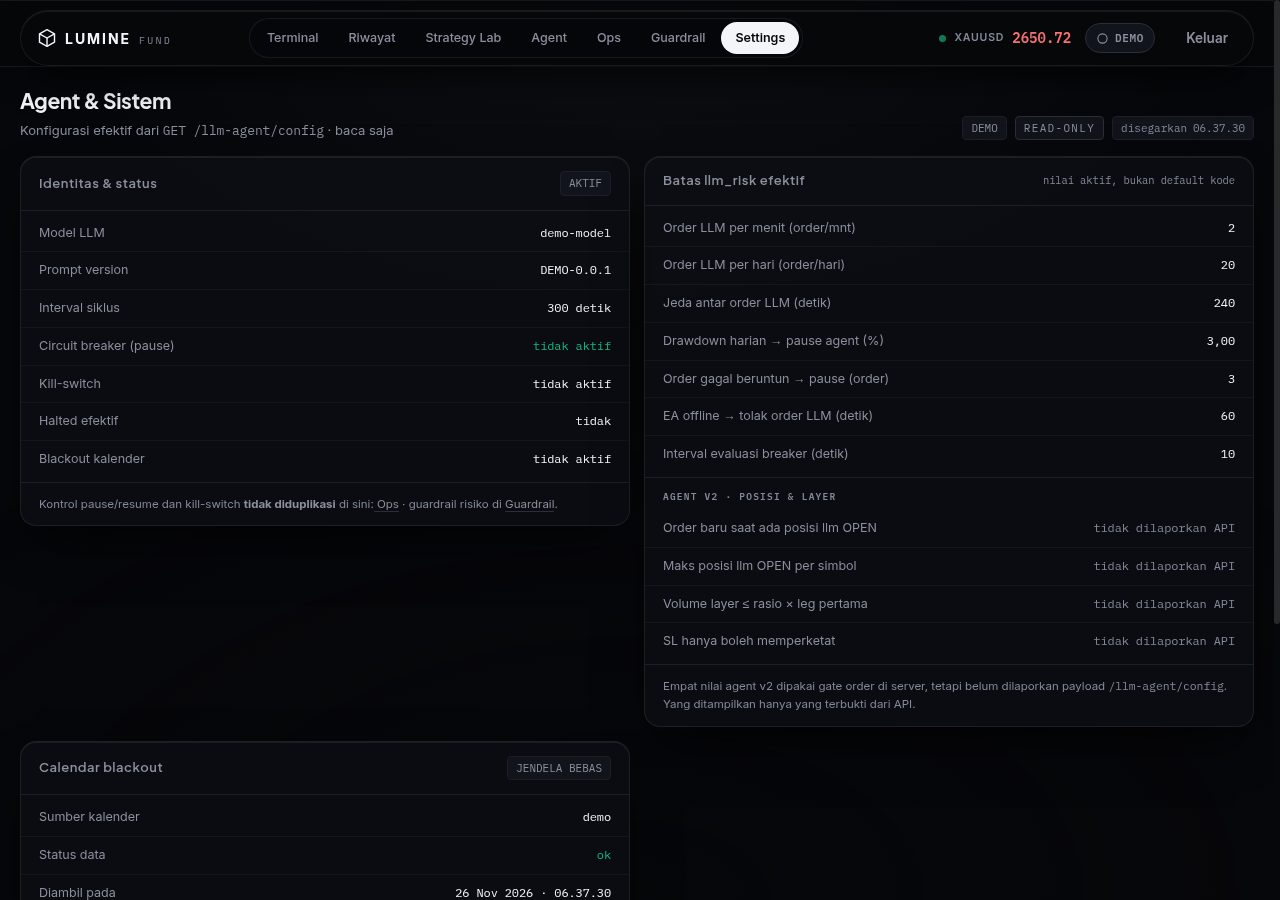 LUMINE FUND
Terminal Riwayat Strategy Lab Agent Ops Guardrail Settings
XAUUSD 2650.72 DEMO Keluar
Agent & Sistem
Konfigurasi efektif dari GET /llm-agent/config · baca saja
DEMO READ-ONLY disegarkan 06.37.30
Identitas & status AKTIF
Model LLM demo-model
Prompt version DEMO-0.0.1
Interval siklus 300 detik
Circuit breaker (pause) tidak aktif
Kill-switch tidak aktif
Halted efektif tidak
Blackout kalender tidak aktif
Kontrol pause/resume dan kill-switch tidak diduplikasi di sini: Ops · guardrail risiko di Guardrail.
Batas llm_risk efektif nilai aktif, bukan default kode
Order LLM per menit (order/mnt) 2
Order LLM per hari (order/hari) 20
Jeda antar order LLM (detik) 240
Drawdown harian → pause agent (%) 3,00
Order gagal beruntun → pause (order) 3
EA offline → tolak order LLM (detik) 60
Interval evaluasi breaker (detik) 10
AGENT V2 · POSISI & LAYER
Order baru saat ada posisi llm OPEN tidak dilaporkan API
Maks posisi llm OPEN per simbol tidak dilaporkan API
Volume layer ≤ rasio × leg pertama tidak dilaporkan API
SL hanya boleh memperketat tidak dilaporkan API
Empat nilai agent v2 dipakai gate order di server, tetapi belum dilaporkan payload /llm-agent/config.
Yang ditampilkan hanya yang terbukti dari API.
Calendar blackout JENDELA BEBAS
Sumber kalender demo
Status data ok
Diambil pada 26 Nov 2026 · 06.37.30